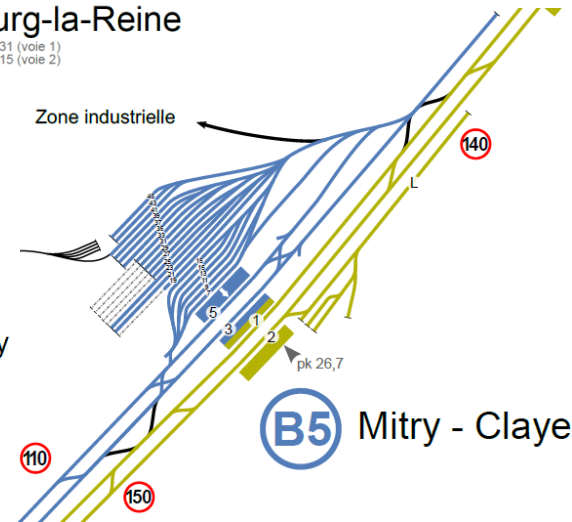 urg-la-Reine
31 (voie 1)
15 (voie 2)
Zone industrielle
140
L
5
3
1
2
y
pk 26,7
B5 Mitry - Claye
110
150